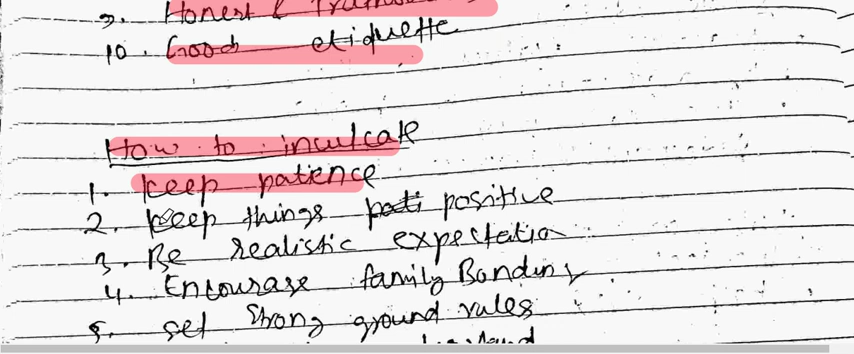 9. Honest &
10. Good etiquette
How to inculcate
1. keep patience
2. keep things pati positive
3. Be realistic expectation
4. Encourage family Bonding
5. set strong ground rules